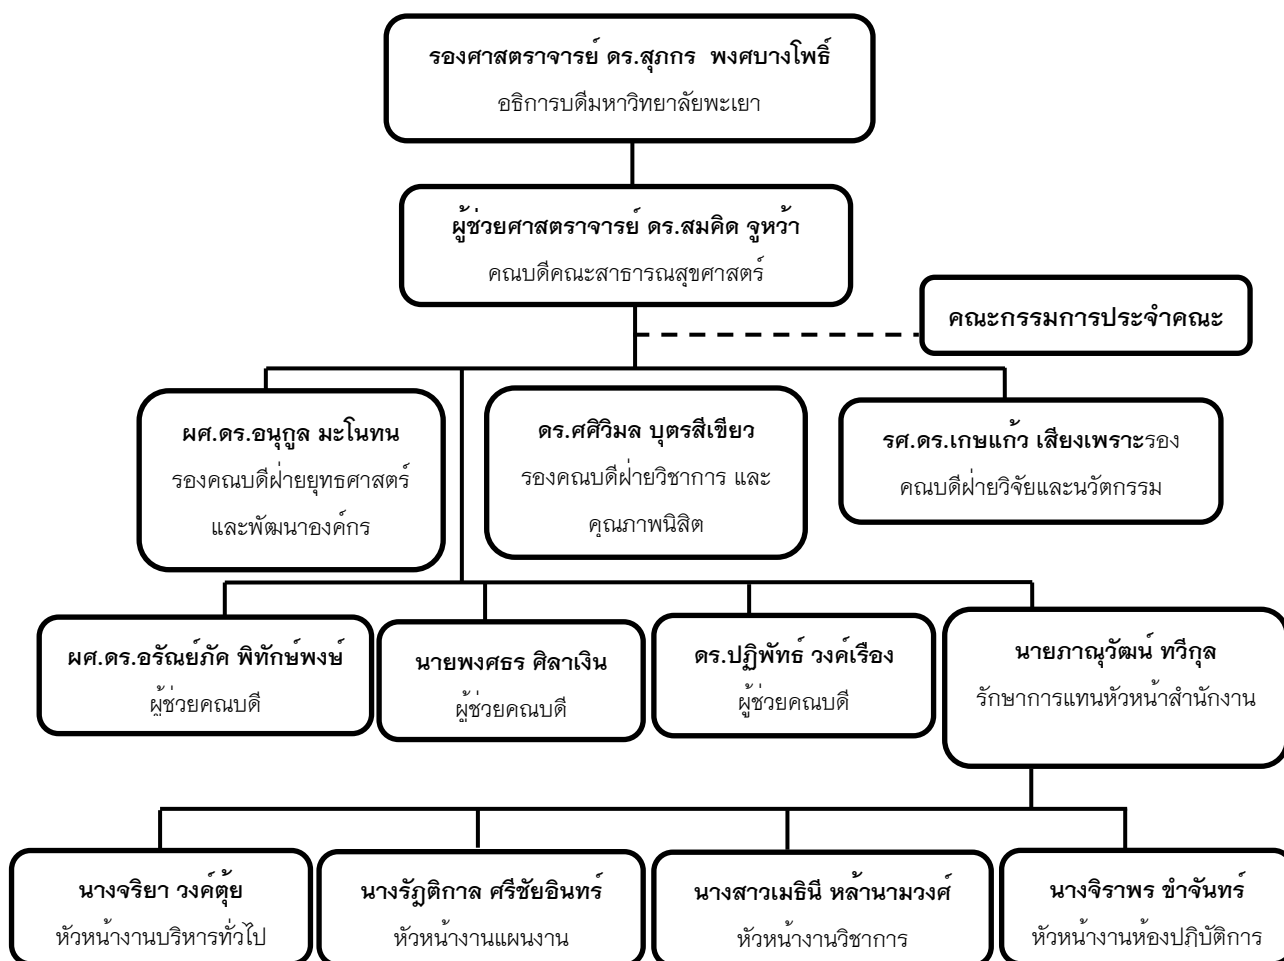 รองศาสตราจารย์ ดร.สุภกร  พงศบางโพธิ์
อธิการบดีมหาวิทยาลัยพะเยา
ผู้ช่วยศาสตราจารย์ ดร.สมคิด จูหว้า
คณบดีคณะสาธารณสุขศาสตร์
คณะกรรมการประจำคณะ
ผศ.ดร.อนุกูล มะโนทน
รองคณบดีฝ่ายยุทธศาสตร์
และพัฒนาองค์กร
ดร.ศศิวิมล บุตรสีเขียว
รองคณบดีฝ่ายวิชาการ และ
คุณภาพนิสิต
รศ.ดร.เกษแก้ว เสียงเพราะรอง
คณบดีฝ่ายวิจัยและนวัตกรรม
ผศ.ดร.อรัณย์ภัค พิทักษ์พงษ์
ผู้ช่วยคณบดี
นายพงศธร ศิลาเงิน
ผู้ช่วยคณบดี
ดร.ปฏิพัทธ์ วงค์เรือง
ผู้ช่วยคณบดี
นายภาณุวัฒน์ ทวีกุล
รักษาการแทนหัวหน้าสำนักงาน
นางจริยา วงค์ตุ้ย
หัวหน้างานบริหารทั่วไป
นางรัฎติกาล ศรีชัยอินทร์
หัวหน้างานแผนงาน
นางสาวเมธินี หล้านามวงศ์
หัวหน้างานวิชาการ
นางจิราพร ขำจันทร์
หัวหน้างานห้องปฏิบัติการ